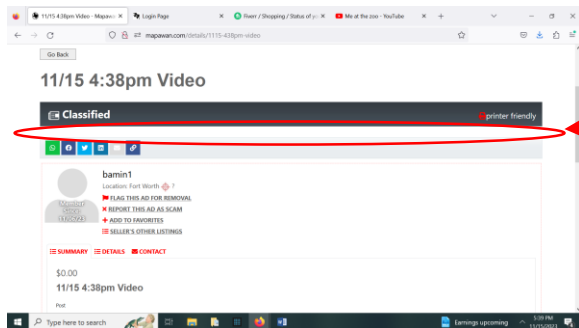 11/15 4:38pm Video - Mapawan
Login Page
Fiverr / Shopping / Status of yo
Me at the zoo - YouTube
mapawan.com/details/1115-438pm-video
Go Back
11/15 4:38pm Video
Classified
printer friendly
bamin1
Location: Fort Worth ?
FLAG THIS AD FOR REMOVAL
REPORT THIS AD AS SCAM
ADD TO FAVORITES
SELLER'S OTHER LISTINGS
Member
Since
SUMMARY DETAILS CONTACT
$0.00
11/15 4:38pm Video
Post
Type here to search
Earnings upcoming
5:39 PM
11/15/2023